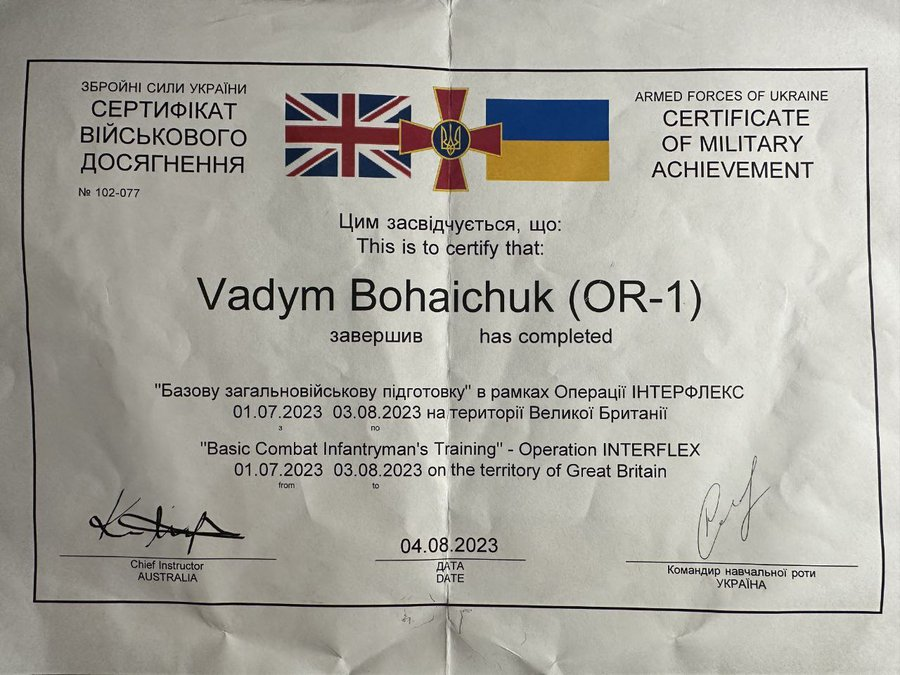 ЗБРОЙНІ СИЛИ УКРАЇНИ
СЕРТИФІКАТ
ВІЙСЬКОВОГО
ДОСЯГНЕННЯ
№ 102-077
ARMED FORCES OF UKRAINE
CERTIFICATE
OF MILITARY
ACHIEVEMENT
Цим засвідчується, що:
This is to certify that:
Vadym Bohaichuk (OR-1)
завершив has completed
"Базову загальновійськову підготовку" в рамках Операції ІНТЕРФЛЕКС
01.07.2023 03.08.2023 на території Великої Британії
з по
"Basic Combat Infantryman's Training" - Operation INTERFLEX
01.07.2023 03.08.2023 on the territory of Great Britain
from to
Chief Instructor
AUSTRALIA
04.08.2023
ДАТА
DATE
Командир навчальної роти
УКРАЇНА